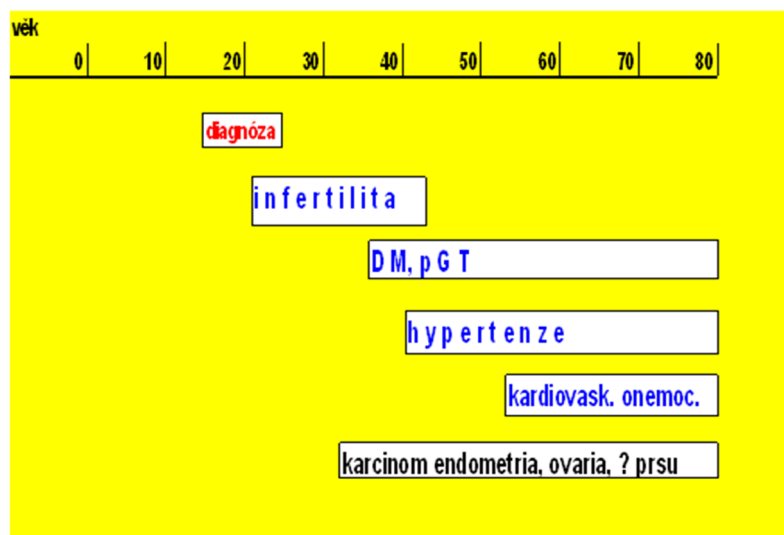 věk
0 10 20 30 40 50 60 70 80
diagnóza
infertilita
DM, pGT
hypertenze
kardiovask. onemoc.
karcinom endometria, ovaria, ? prsu